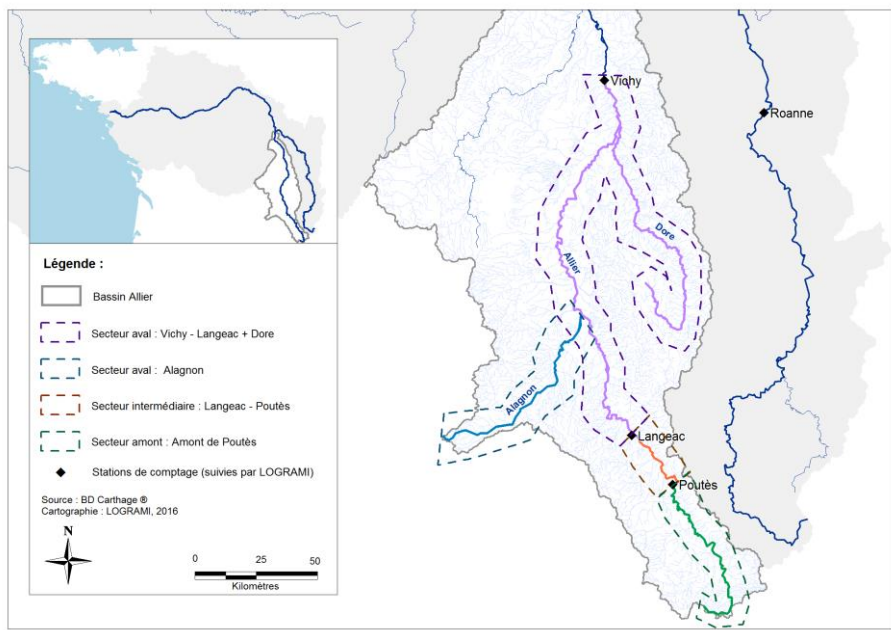 Légende :
Bassin Allier
Secteur aval : Vichy - Langeac + Dore
Secteur aval : Alagnon
Secteur intermédiaire : Langeac - Poutès
Secteur amont : Amont de Poutès
Stations de comptage (suivies par LOGRAMI)
Source : BD Carthage ®
Cartographie : LOGRAMI, 2016
N
0 25 50
Kilomètres
Vichy
Roanne
Dore
Allier
Alagnon
Langeac
Poutès